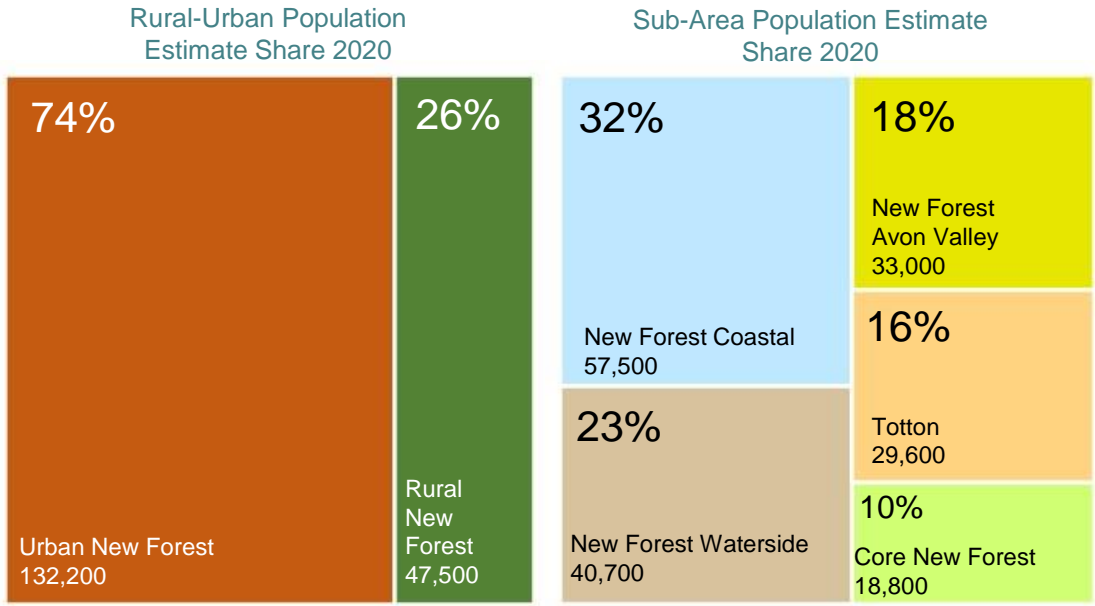 Rural-Urban Population
Estimate Share 2020
74%
Urban New Forest
132,200
26%
Rural
New
Forest
47,500
Sub-Area Population Estimate
Share 2020
32%
New Forest Coastal
57,500
23%
New Forest Waterside
40,700
18%
New Forest
Avon Valley
33,000
16%
Totton
29,600
10%
Core New Forest
18,800